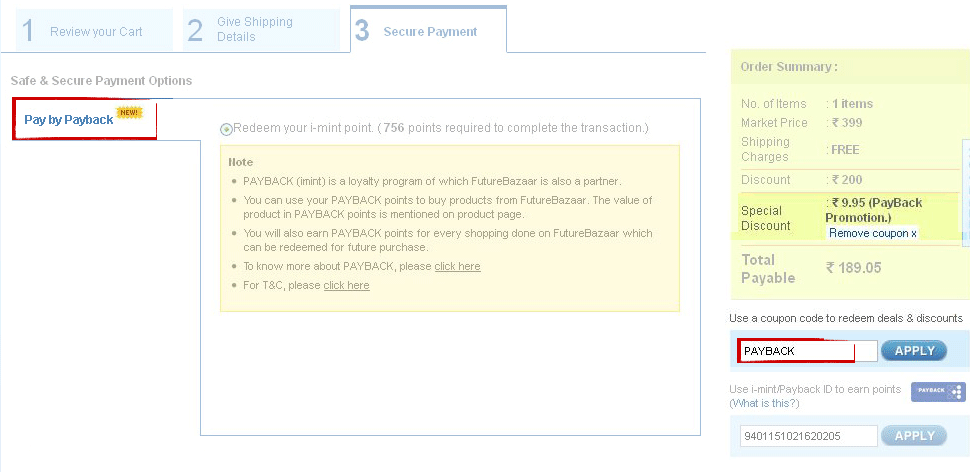 1 Review your Cart
2 Give Shipping
Details
3 Secure Payment
Safe & Secure Payment Options
Pay by Payback NEW!
Redeem your i-mint point. ( 756 points required to complete the transaction.)
Note
• PAYBACK (imint) is a loyalty program of which FutureBazaar is also a partner.
• You can use your PAYBACK points to buy products from FutureBazaar. The value of
product in PAYBACK points is mentioned on product page.
• You will also earn PAYBACK points for every shopping done on FutureBazaar which
can be redeemed for future purchase.
• To know more about PAYBACK, please click here
• For T&C, please click here
Order Summary :
No. of Items : 1 items
Market Price : ₹ 399
Shipping
Charges : FREE
Discount : ₹ 200
Special
Discount : ₹ 9.95 (PayBack
Promotion.)
Remove coupon x
Total
Payable ₹ 189.05
Use a coupon code to redeem deals & discounts
PAYBACK APPLY
Use i-mint/Payback ID to earn points PAYBACK
(What is this?)
9401151021620205 APPLY